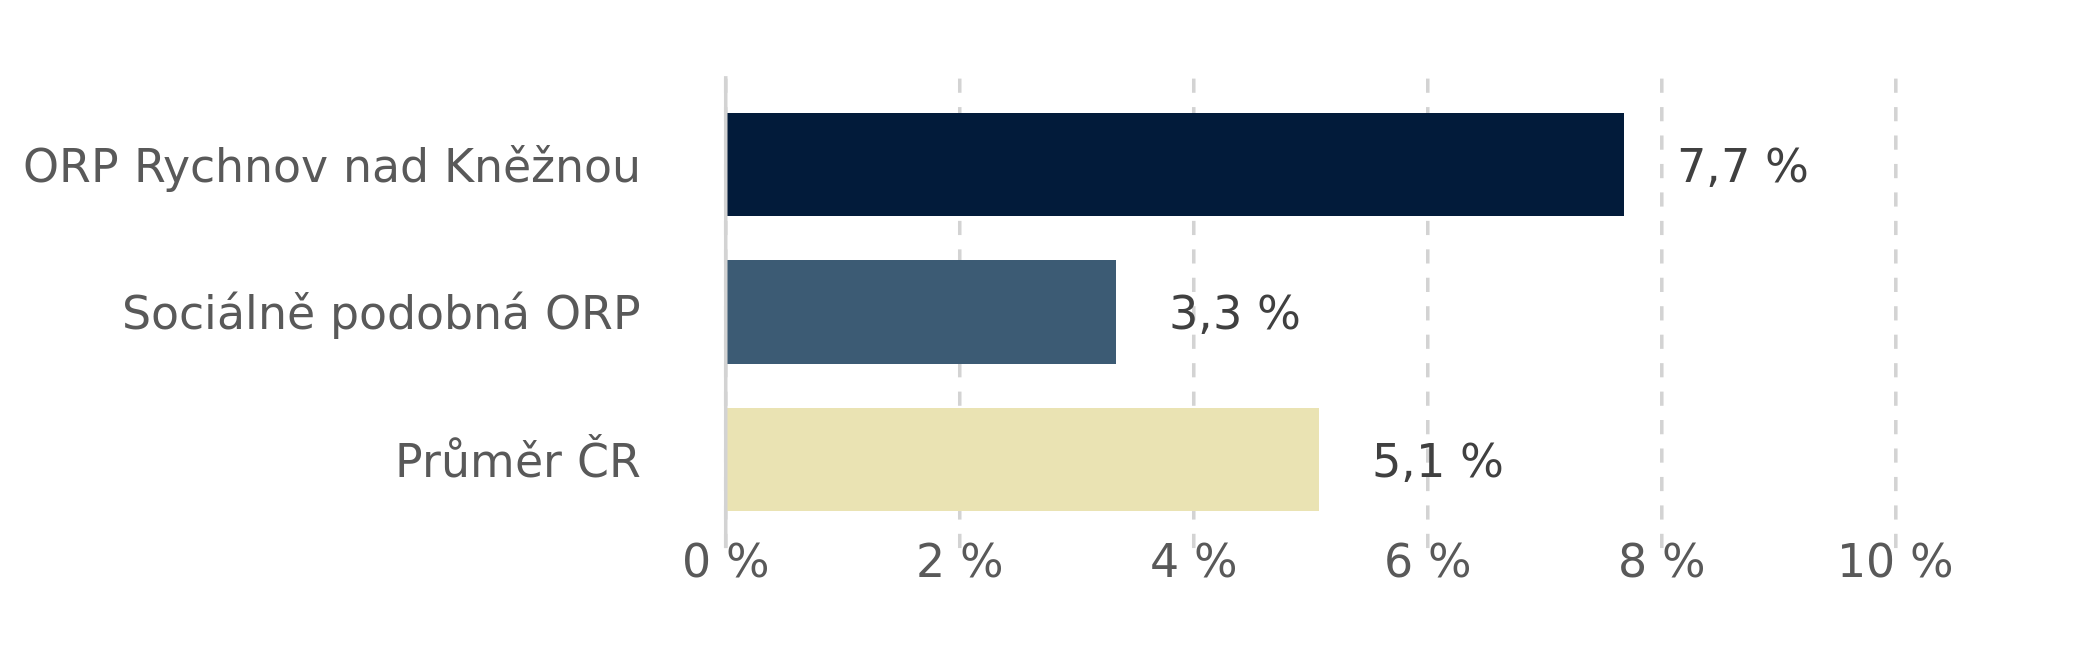 ORP Rychnov nad Kněžnou 7,7 %
Sociálně podobná ORP 3,3 %
Průměr ČR 5,1 %
0 % 2 % 4 % 6 % 8 % 10 %